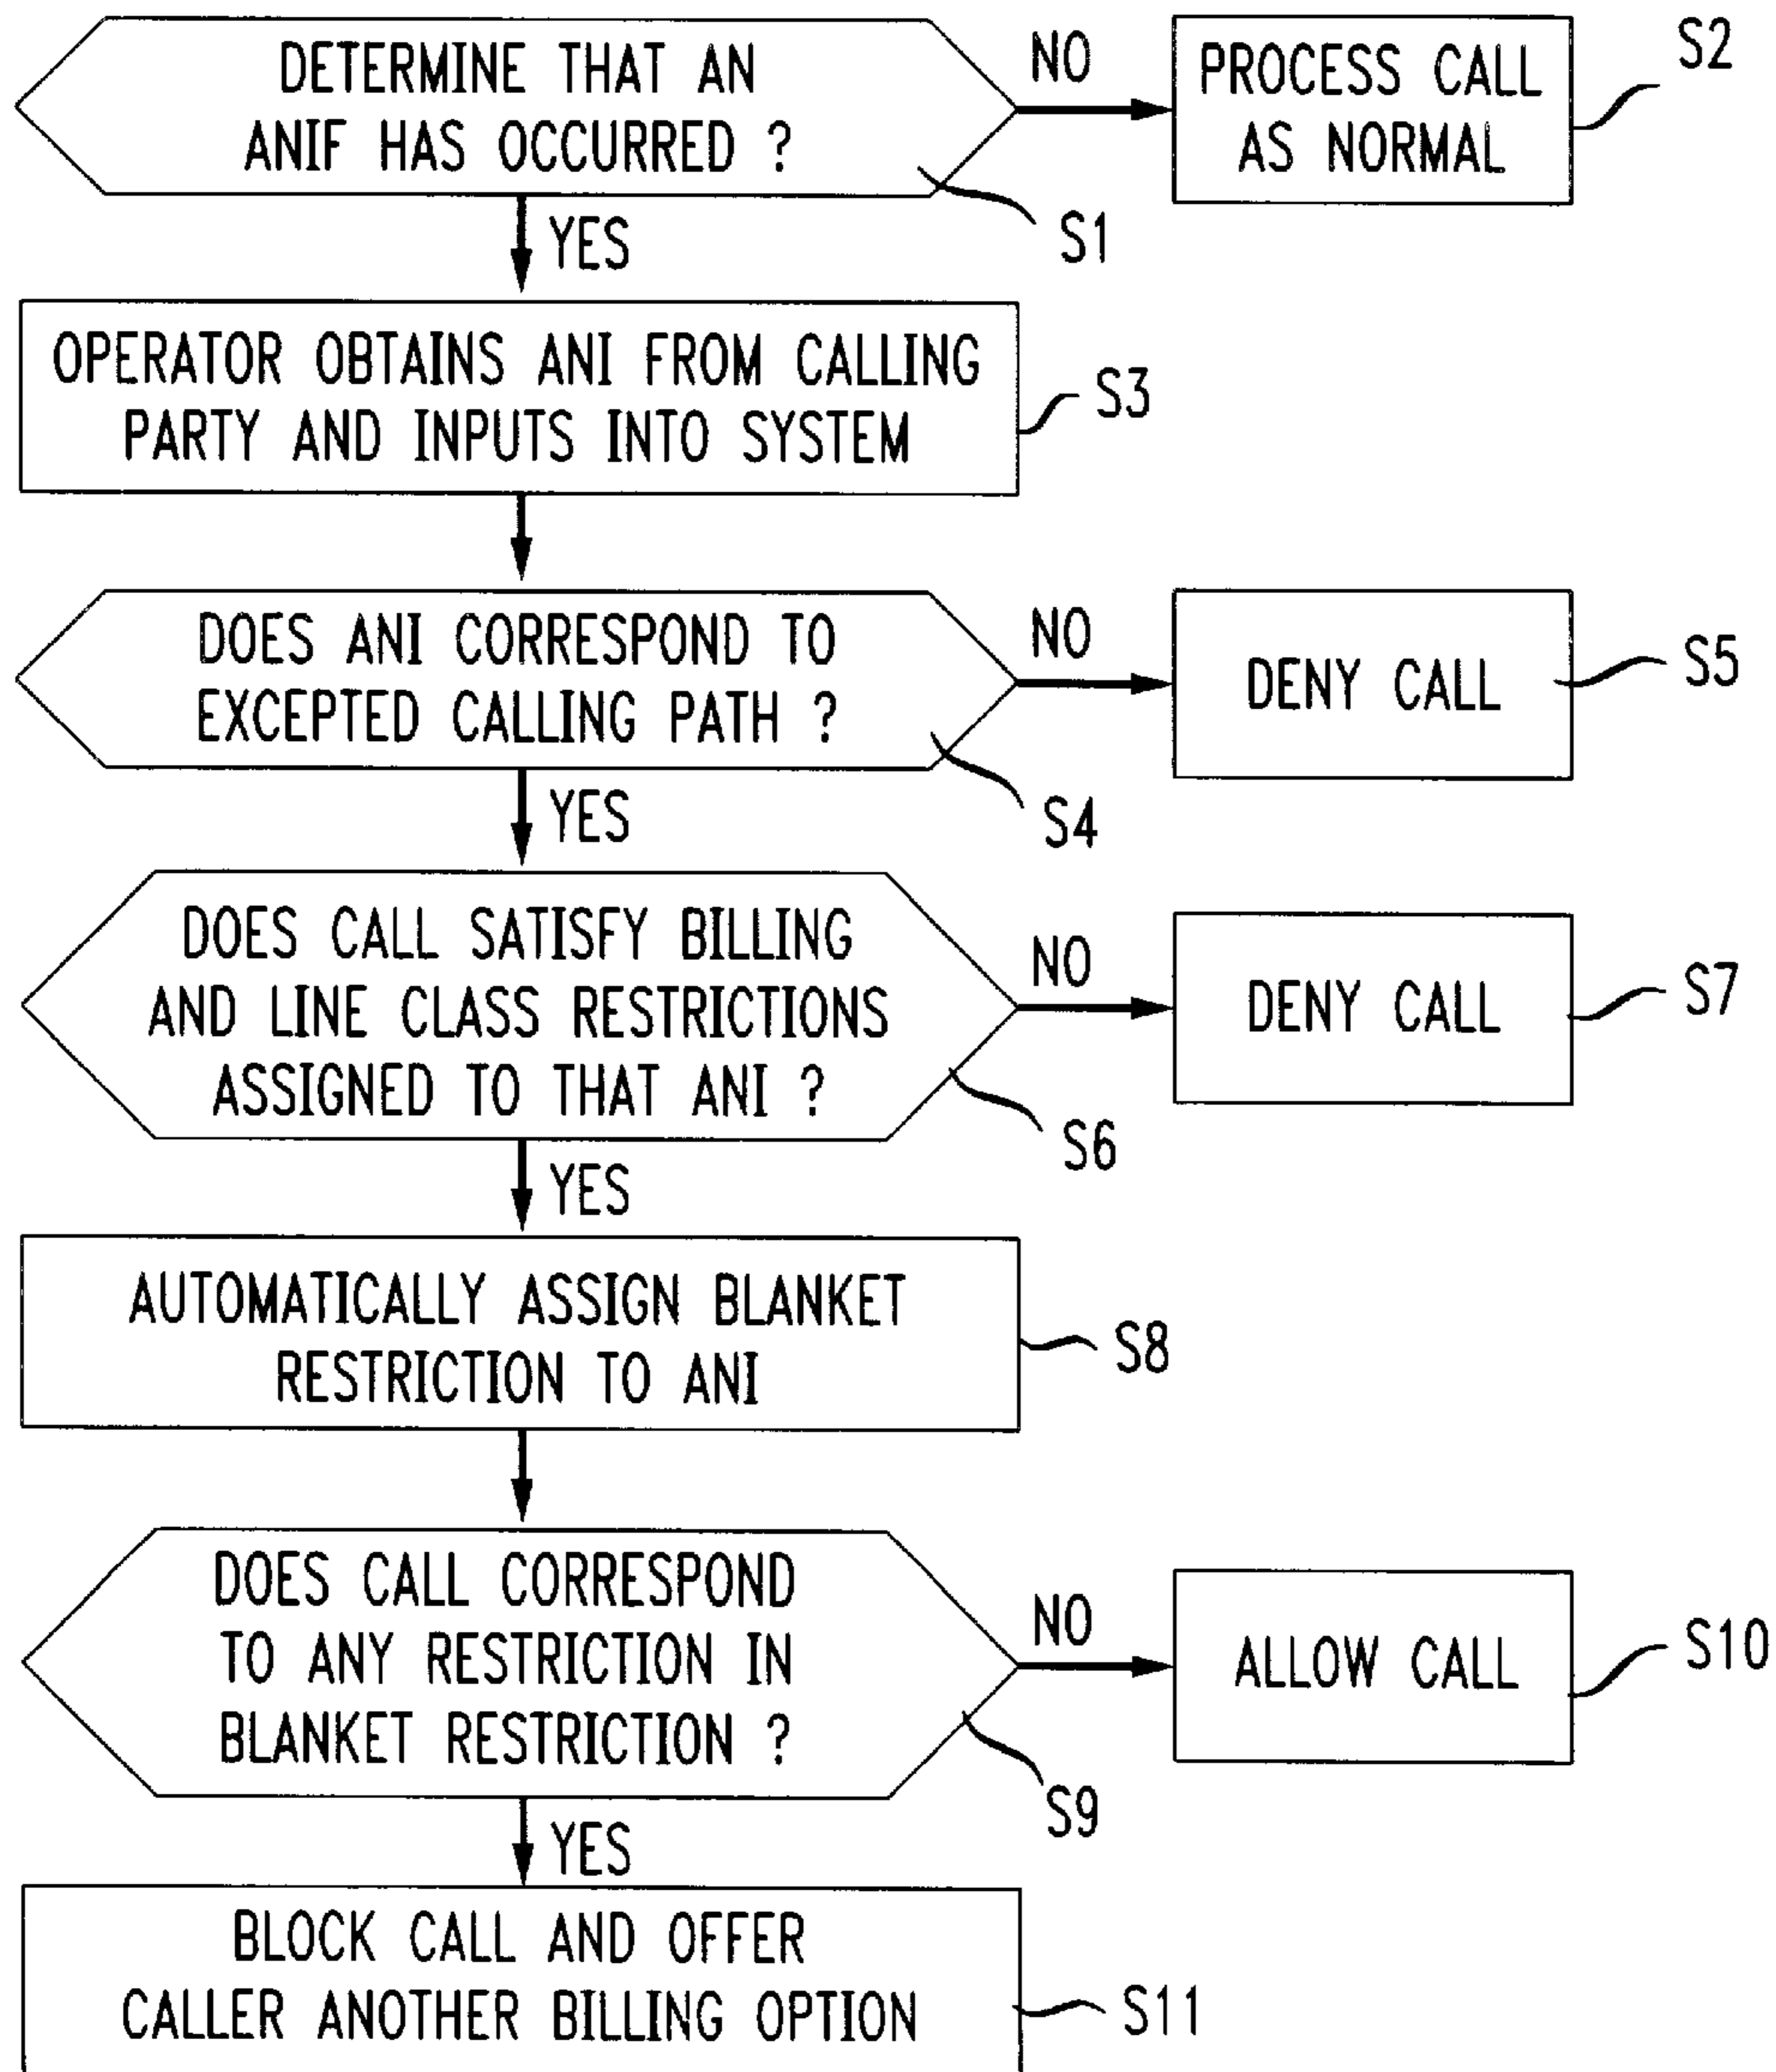 DETERMINE THAT AN
ANIF HAS OCCURRED ?
NO
PROCESS CALL
AS NORMAL
S2
S1
YES
OPERATOR OBTAINS ANI FROM CALLING
PARTY AND INPUTS INTO SYSTEM
S3
DOES ANI CORRESPOND TO
EXCEPTED CALLING PATH ?
NO
DENY CALL
S5
S4
YES
DOES CALL SATISFY BILLING
AND LINE CLASS RESTRICTIONS
ASSIGNED TO THAT ANI ?
NO
DENY CALL
S7
S6
YES
AUTOMATICALLY ASSIGN BLANKET
RESTRICTION TO ANI
S8
DOES CALL CORRESPOND
TO ANY RESTRICTION IN
BLANKET RESTRICTION ?
NO
ALLOW CALL
S10
S9
YES
BLOCK CALL AND OFFER
CALLER ANOTHER BILLING OPTION
S11